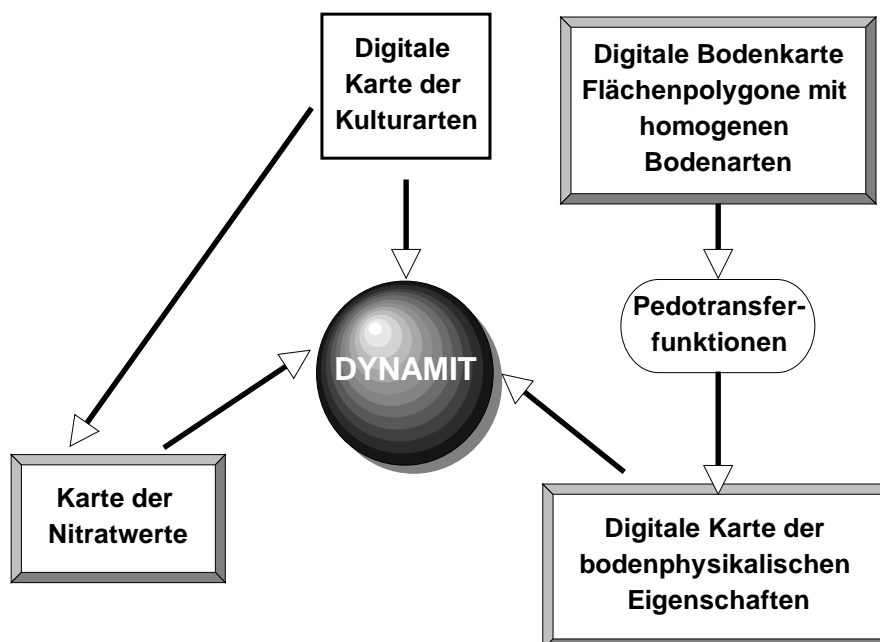 Digitale
Karte der
Kulturarten
Digitale Bodenkarte
Flächenpolygone mit
homogenen
Bodenarten
Pedotransfer-
funktionen
DYNAMIT
Karte der
Nitratwerte
Digitale Karte der
bodenphysikalischen
Eigenschaften